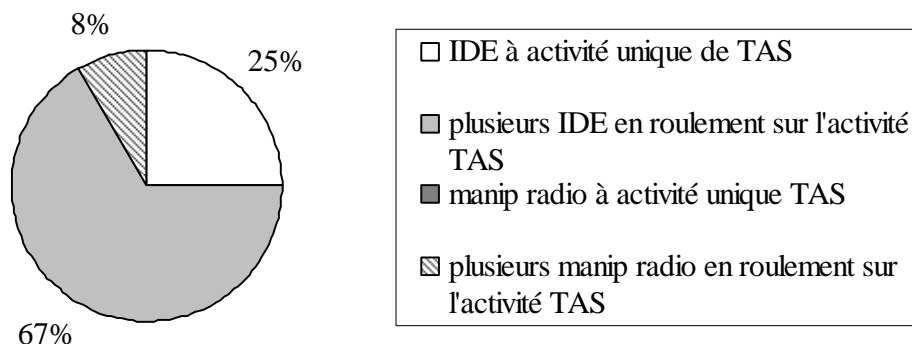 8%
25%
67%
IDE à activité unique de TAS
plusieurs IDE en roulement sur l'activité
TAS
manip radio à activité unique TAS
plusieurs manip radio en roulement sur
l'activité TAS